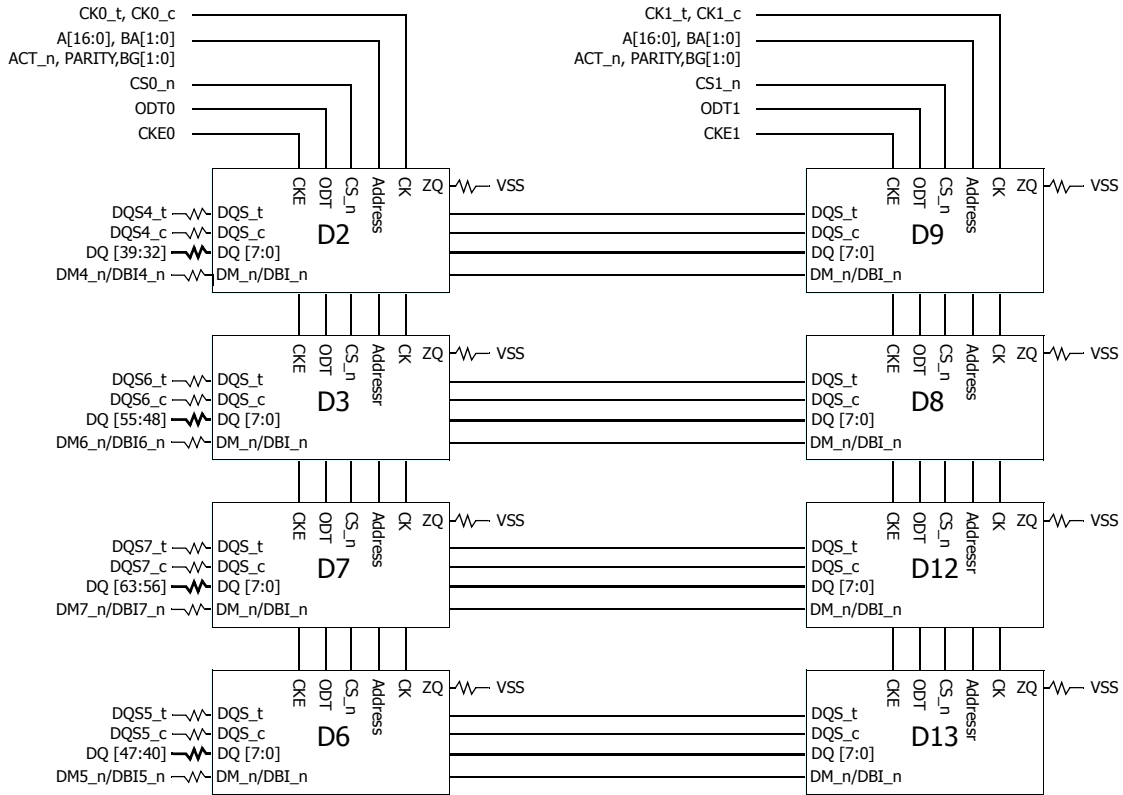 CK0_t, CK0_c
A[16:0], BA[1:0]
ACT_n, PARITY,BG[1:0]
CS0_n
ODT0
CKE0
CK1_t, CK1_c
A[16:0], BA[1:0]
ACT_n, PARITY,BG[1:0]
CS1_n
ODT1
CKE1
CKE
ODT
CS_n
Address
CK
ZQ
VSS
DQS4_t
DQS4_c
DQ [39:32]
DM4_n/DBI4_n
DQS_t
DQS_c
DQ [7:0]
DM_n/DBI_n
D2
CKE
ODT
CS_n
Address
CK
ZQ
VSS
DQS_t
DQS_c
DQ [7:0]
DM_n/DBI_n
D9
CKE
ODT
CS_n
Addressr
CK
ZQ
VSS
DQS6_t
DQS6_c
DQ [55:48]
DM6_n/DBI6_n
DQS_t
DQS_c
DQ [7:0]
DM_n/DBI_n
D3
CKE
ODT
CS_n
Address
CK
ZQ
VSS
DQS_t
DQS_c
DQ [7:0]
DM_n/DBI_n
D8
CKE
ODT
CS_n
Address
CK
ZQ
VSS
DQS7_t
DQS7_c
DQ [63:56]
DM7_n/DBI7_n
DQS_t
DQS_c
DQ [7:0]
DM_n/DBI_n
D7
CKE
ODT
CS_n
Addressr
CK
ZQ
VSS
DQS_t
DQS_c
DQ [7:0]
DM_n/DBI_n
D12
CKE
ODT
CS_n
Address
CK
ZQ
VSS
DQS5_t
DQS5_c
DQ [47:40]
DM5_n/DBI5_n
DQS_t
DQS_c
DQ [7:0]
DM_n/DBI_n
D6
CKE
ODT
CS_n
Addressr
CK
ZQ
VSS
DQS_t
DQS_c
DQ [7:0]
DM_n/DBI_n
D13